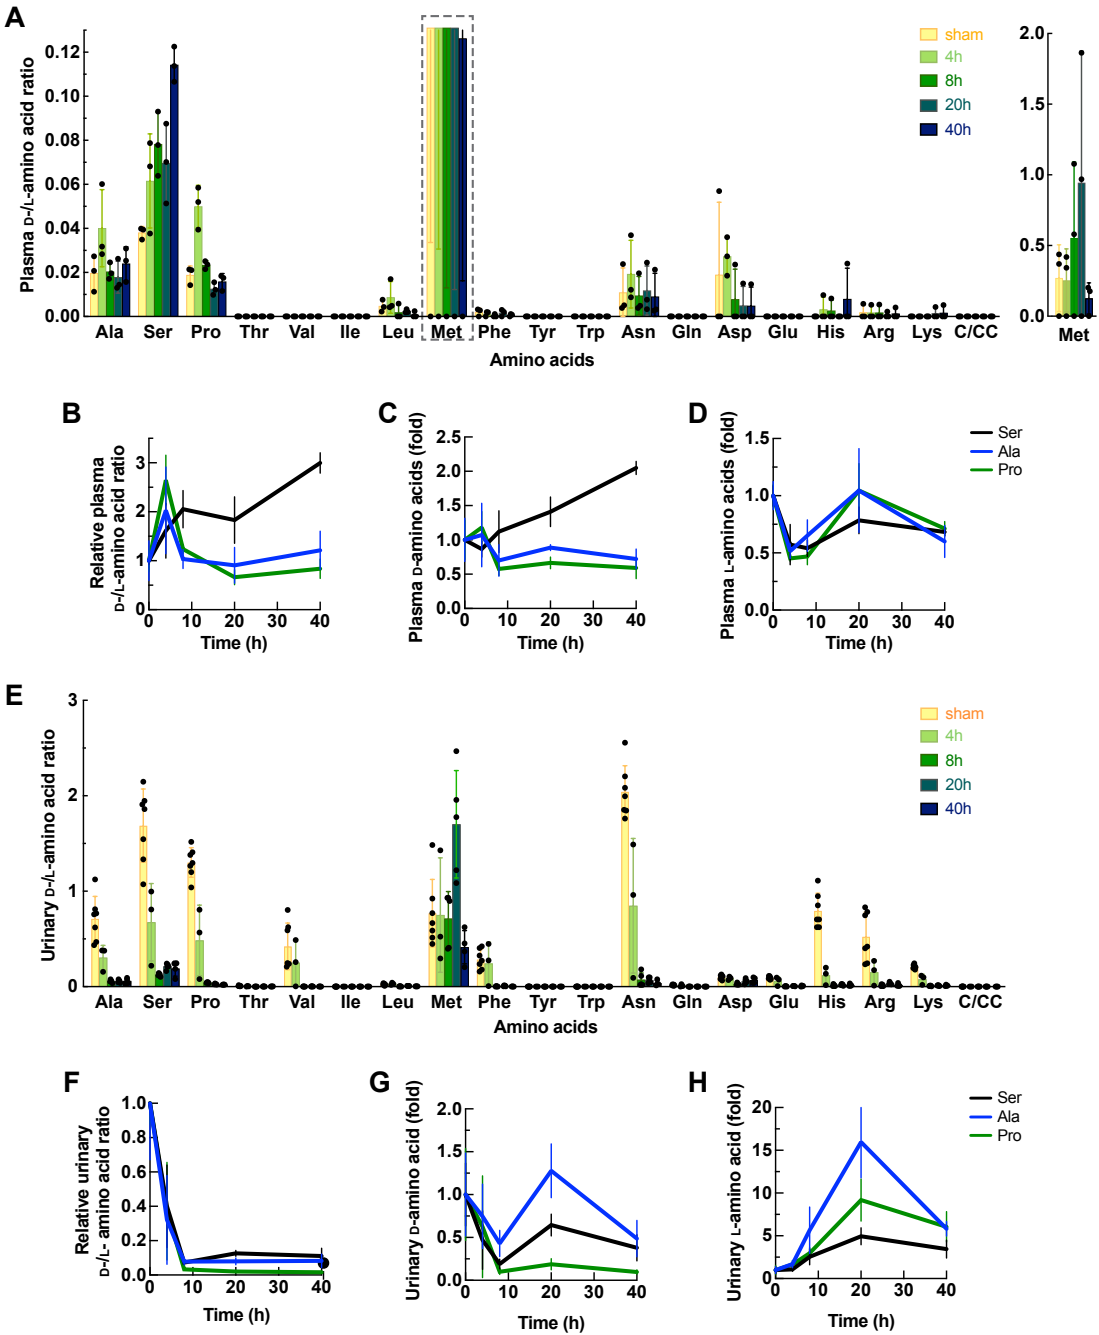 A
Plasma D-/L-amino acid ratio
0.12
0.10
0.08
0.06
0.04
0.02
0.00
Ala Ser Pro Thr Val Ile Leu Met Phe Tyr Trp Asn Gln Asp Glu His Arg Lys C/CC
Amino acids
sham
4h
8h
20h
40h
2.0
1.5
1.0
0.5
0.0
Met
B
Relative plasma
D-/L-amino acid ratio
3
2
1
0
0 10 20 30 40
Time (h)
C
Plasma D-amino acids (fold)
2.5
2.0
1.5
1.0
0.5
0.0
0 10 20 30 40
Time (h)
D
Plasma L-amino acids (fold)
1.5
1.0
0.5
0.0
0 10 20 30 40
Time (h)
Ser
Ala
Pro
E
Urinary D-/L-amino acid ratio
3
2
1
0
Ala Ser Pro Thr Val Ile Leu Met Phe Tyr Trp Asn Gln Asp Glu His Arg Lys C/CC
Amino acids
sham
4h
8h
20h
40h
F
Relative urinary
D-/L- amino acid ratio
1.0
0.8
0.6
0.4
0.2
0.0
0 10 20 30 40
Time (h)
G
Urinary D-amino acid (fold)
2.0
1.5
1.0
0.5
0.0
0 10 20 30 40
Time (h)
H
Urinary L-amino acid (fold)
20
15
10
5
0
0 10 20 30 40
Time (h)
Ser
Ala
Pro